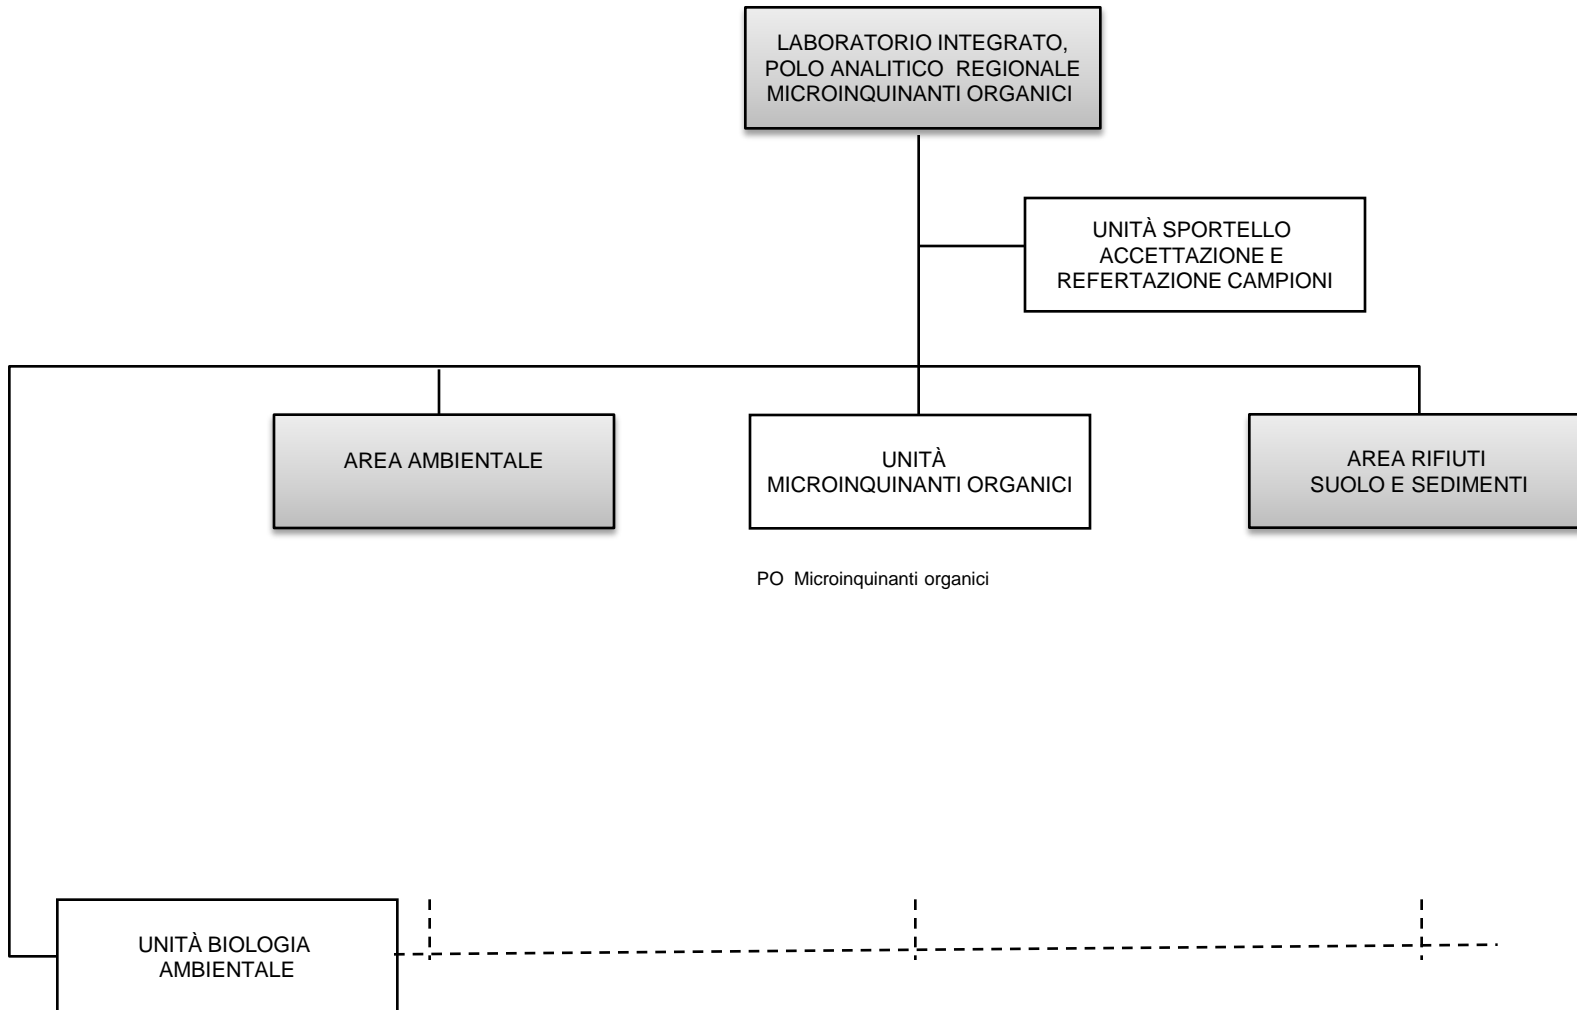 LABORATORIO INTEGRATO,
POLO ANALITICO REGIONALE
MICROINQUINANTI ORGANICI
UNITÀ SPORTELLO
ACCETTAZIONE E
REFERTAZIONE CAMPIONI
AREA AMBIENTALE
UNITÀ
MICROINQUINANTI ORGANICI
AREA RIFIUTI
SUOLO E SEDIMENTI
PO Microinquinanti organici
UNITÀ BIOLOGIA
AMBIENTALE